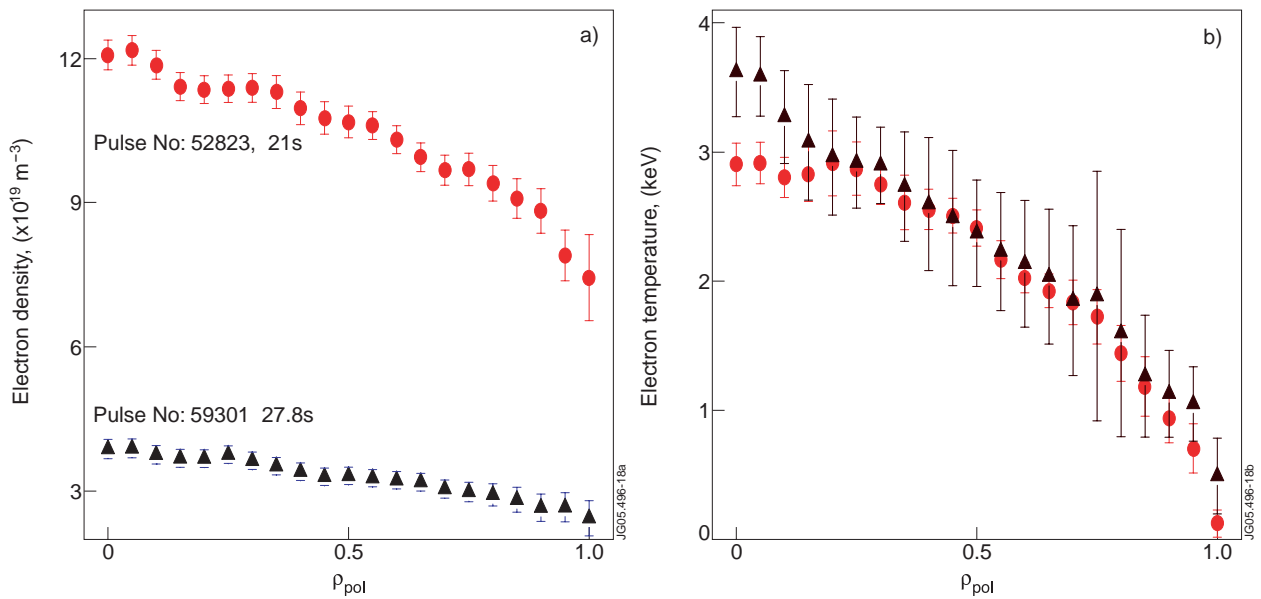 a)
12
9
6
3
0
0.5
1.0
Electron density, (x10¹⁹ m⁻³)
ρpol
Pulse No: 52823, 21s
Pulse No: 59301 27.8s
JG05.496-18a
b)
4
3
2
1
0
0
0.5
1.0
Electron temperature, (keV)
ρpol
JG05.496-18b